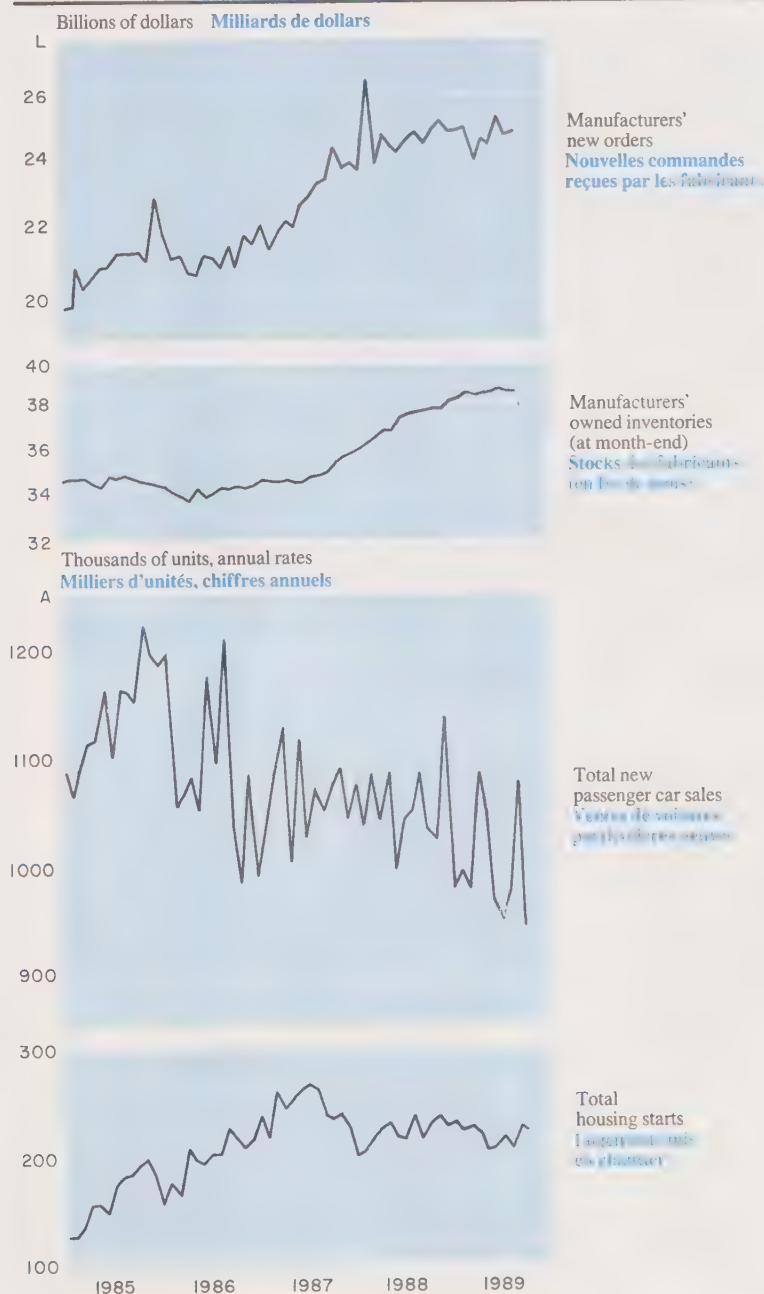 Billions of dollars Milliards de dollars
L
26
24
22
20
Manufacturers'
new orders
Nouvelles commandes
reçues par les
40
38
36
34
32
Manufacturers'
owned inventories
(at month-end)
Stocks
Thousands of units, annual rates
Milliers d'unités, chiffres annuels
A
1200
1100
1000
900
Total new
passenger car sales
300
200
100
Total
housing starts
1985 1986 1987 1988 1989